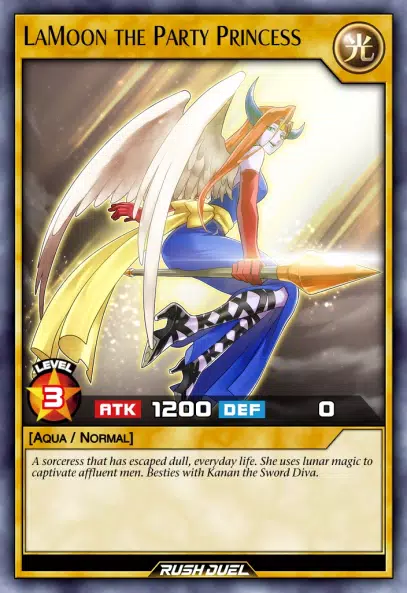 LaMoon the Party Princess
光
LEVEL
3
ATK 1200 DEF 0
[Aqua / Normal]
A sorceress that has escaped dull, everyday life. She uses lunar magic to
captivate affluent men. Besties with Kanan the Sword Diva.
RUSH DUEL